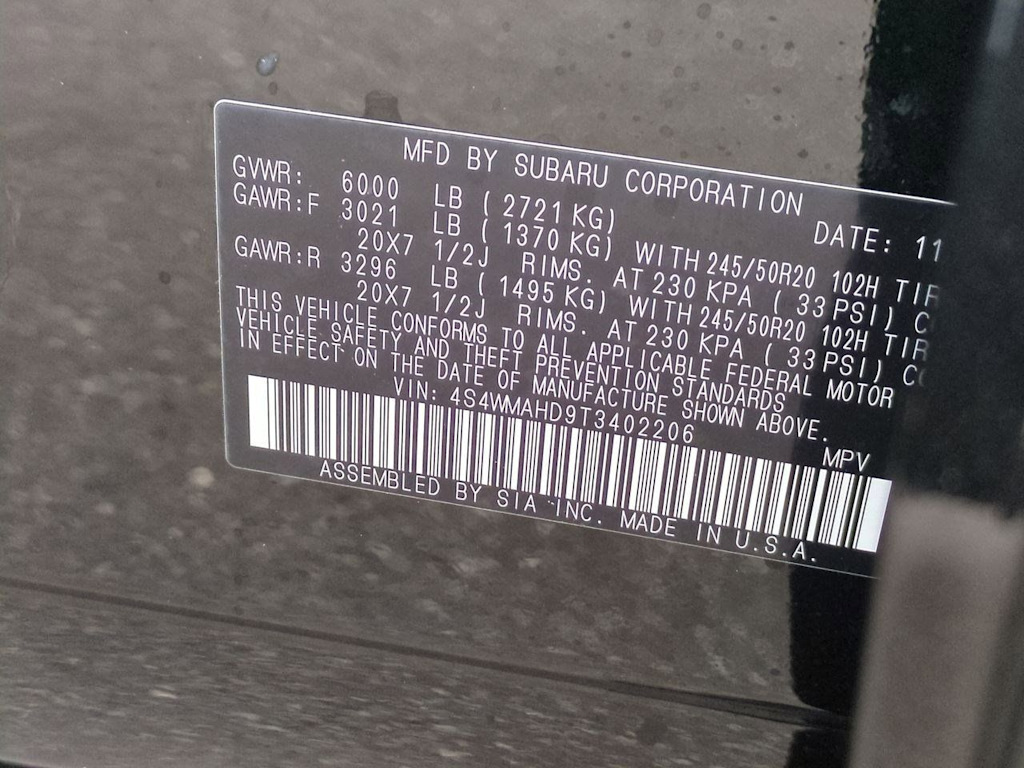 MFD BY SUBARU CORPORATION
GVWR: 6000 LB ( 2721 KG) DATE: 11
GAWR:F 3021 LB ( 1370 KG) WITH 245/50R20 102H
20X7 1/2J RIMS. AT 230 KPA ( 33 PSI)
GAWR:R 3296 LB ( 1495 KG) WITH 245/50R20 102H
20X7 1/2J RIMS. AT 230 KPA ( 33 PSI)
THIS VEHICLE CONFORMS TO ALL APPLICABLE FEDERAL MOTOR
VEHICLE SAFETY AND THEFT PREVENTION STANDARDS
IN EFFECT ON THE DATE OF MANUFACTURE SHOWN ABOVE.
VIN: 4S4WMAHD9T3402206 MPV
ASSEMBLED BY SIA INC. MADE IN U.S.A.